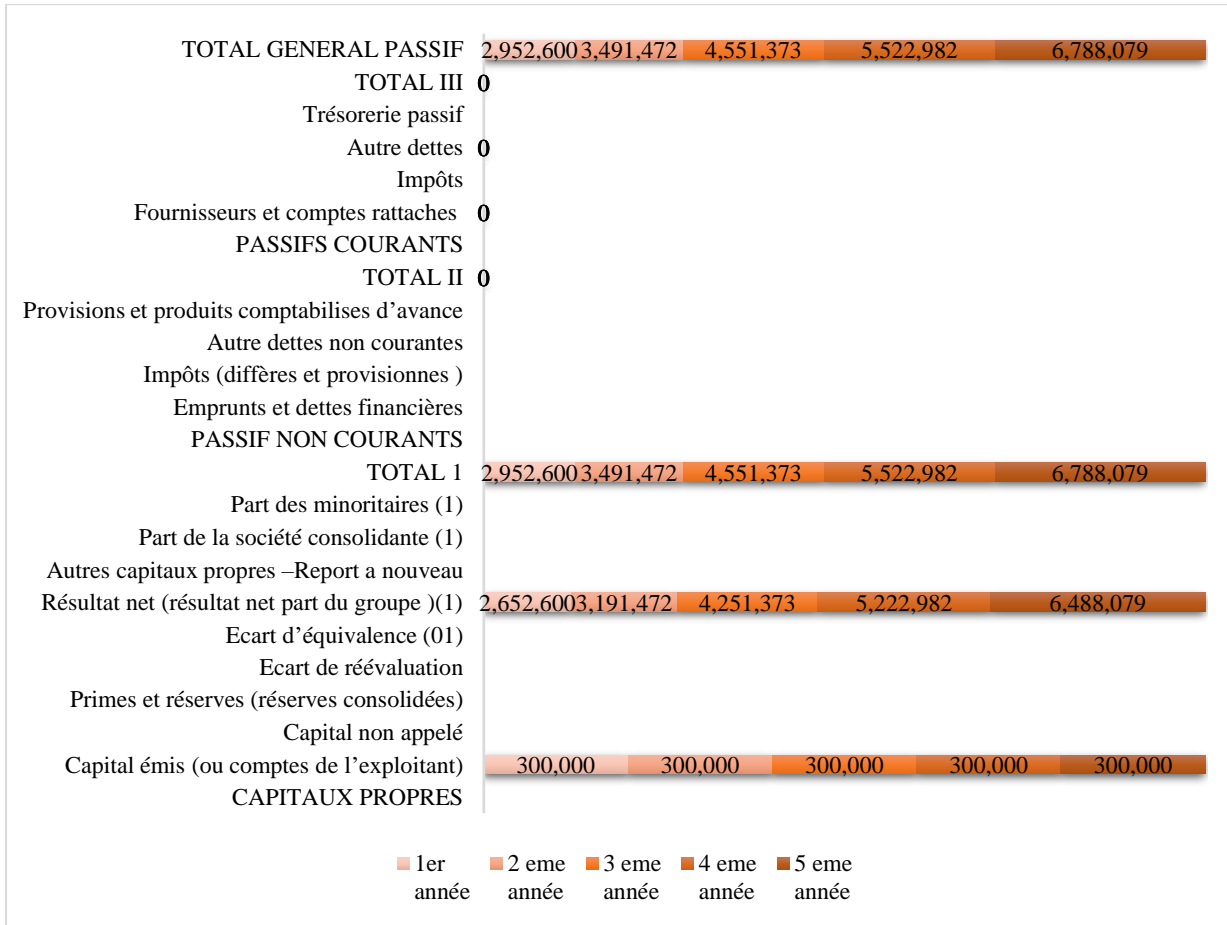 TOTAL GENERAL PASSIF 2,952,600 3,491,472 4,551,373 5,522,982 6,788,079
TOTAL III 0
Trésorerie passif
Autre dettes 0
Impôts
Fournisseurs et comptes rattaches 0
PASSIFS COURANTS
TOTAL II 0
Provisions et produits comptabilises d’avance
Autre dettes non courantes
Impôts (diffères et provisionnes )
Emprunts et dettes financières
PASSIF NON COURANTS
TOTAL 1 2,952,600 3,491,472 4,551,373 5,522,982 6,788,079
Part des minoritaires (1)
Part de la société consolidante (1)
Autres capitaux propres –Report a nouveau
Résultat net (résultat net part du groupe )(1) 2,652,600 3,191,472 4,251,373 5,222,982 6,488,079
Ecart d’équivalence (01)
Ecart de réévaluation
Primes et réserves (réserves consolidées)
Capital non appelé
Capital émis (ou comptes de l’exploitant) 300,000 300,000 300,000 300,000 300,000
CAPITAUX PROPRES
1er année 2 eme année 3 eme année 4 eme année 5 eme année